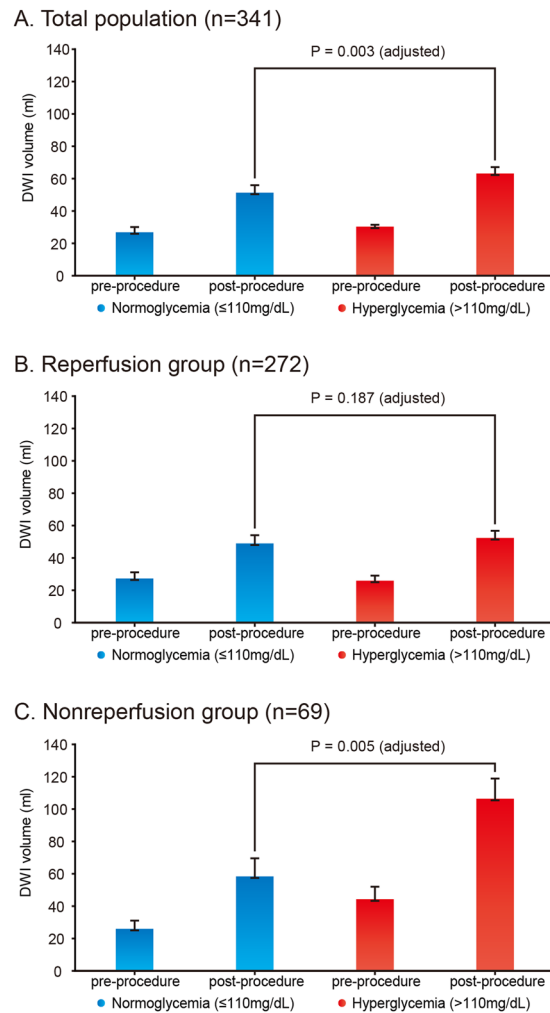 A. Total population (n=341)
P = 0.003 (adjusted)
DWI volume (ml)
140
120
100
80
60
40
20
0
pre-procedure post-procedure pre-procedure post-procedure
Normoglycemia (≤110mg/dL) Hyperglycemia (>110mg/dL)
B. Reperfusion group (n=272)
P = 0.187 (adjusted)
DWI volume (ml)
140
120
100
80
60
40
20
0
pre-procedure post-procedure pre-procedure post-procedure
Normoglycemia (≤110mg/dL) Hyperglycemia (>110mg/dL)
C. Nonreperfusion group (n=69)
P = 0.005 (adjusted)
DWI volume (ml)
140
120
100
80
60
40
20
0
pre-procedure post-procedure pre-procedure post-procedure
Normoglycemia (≤110mg/dL) Hyperglycemia (>110mg/dL)